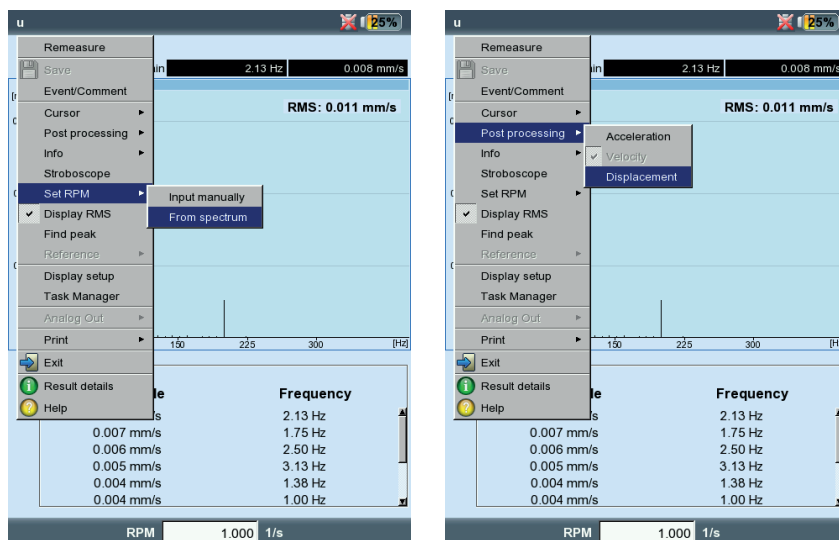 u 25%
Remeasure
Save
in 2.13 Hz 0.008 mm/s
Event/Comment
Cursor
RMS: 0.011 mm/s
Post processing
Info
Stroboscope
Set RPM
Input manually
Display RMS
From spectrum
Find peak
Reference
Display setup
Task Manager
Analog Out
Print
150 225 300 [Hz]
Exit
Result details
le Frequency
Help
/s 2.13 Hz
0.007 mm/s 1.75 Hz
0.006 mm/s 2.50 Hz
0.005 mm/s 3.13 Hz
0.004 mm/s 1.38 Hz
0.004 mm/s 1.00 Hz
RPM 1.000 1/s
u 25%
Remeasure
Save
in 2.13 Hz 0.008 mm/s
Event/Comment
Cursor
RMS: 0.011 mm/s
Post processing
Acceleration
Info
Velocity
Stroboscope
Displacement
Set RPM
Display RMS
Find peak
Reference
Display setup
Task Manager
Analog Out
Print
150 225 300 [H
Exit
Result details
le Frequency
Help
/s 2.13 Hz
0.007 mm/s 1.75 Hz
0.006 mm/s 2.50 Hz
0.005 mm/s 3.13 Hz
0.004 mm/s 1.38 Hz
0.004 mm/s 1.00 Hz
RPM 1.000 1/s